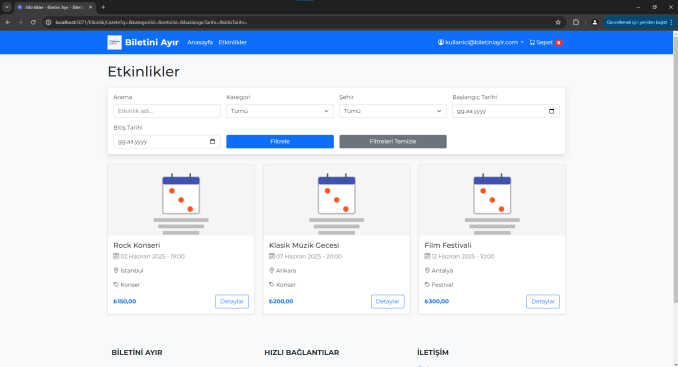 Etkinlikler - Biletini Ayır - Biletini
localhost:5071/Etkinlik/Liste?q=&kategoriId=&sehirId=&baslangicTarihi=&bitisTarihi=
Güncellemek için yeniden başlat
Biletini Ayır
Anasayfa
Etkinlikler
kullanici@biletiniayir.com
Sepet 0
Etkinlikler
Arama
Kategori
Şehir
Başlangıç Tarihi
Etkinlik adı...
Tümü
Tümü
gg.aa.yyyy
Bitiş Tarihi
gg.aa.yyyy
Filtrele
Filtreleri Temizle
Rock Konseri
02 Haziran 2025 - 19:00
İstanbul
Konser
₺150,00
Detaylar
Klasik Müzik Gecesi
07 Haziran 2025 - 20:00
Ankara
Konser
₺200,00
Detaylar
Film Festivali
12 Haziran 2025 - 10:00
Antalya
Festival
₺300,00
Detaylar
BİLETİNİ AYIR
HIZLI BAĞLANTILAR
İLETİŞİM